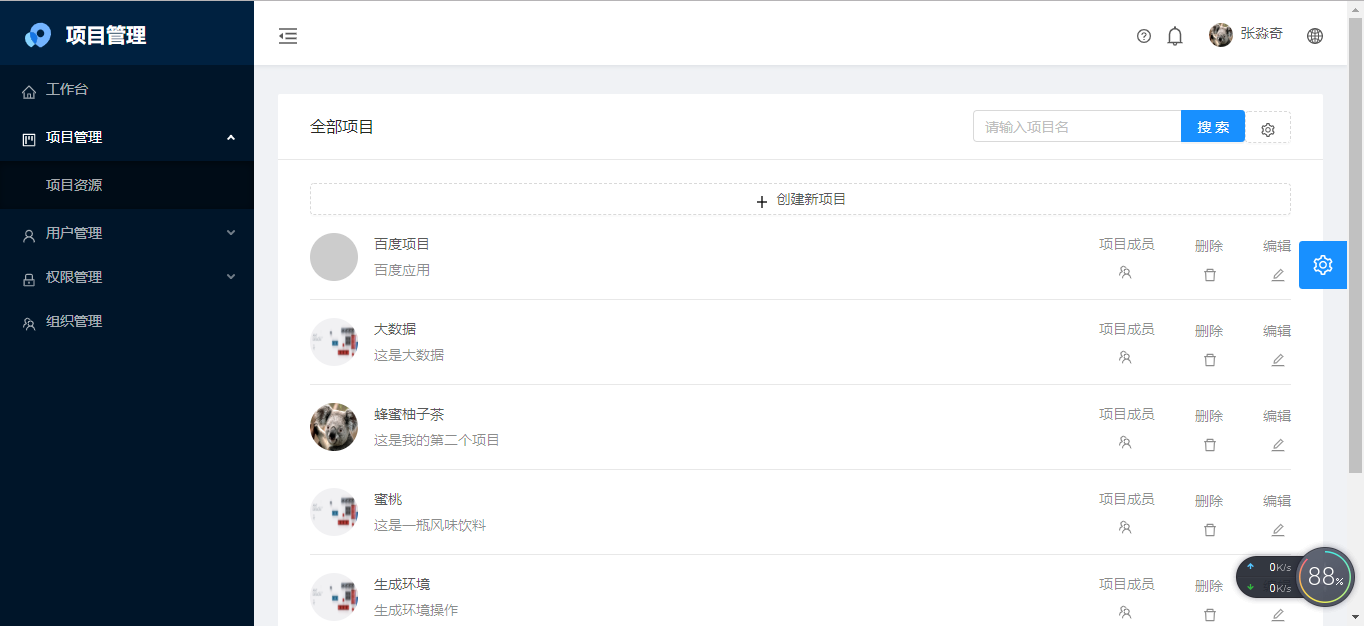 项目管理
张淼奇
工作台
项目管理
项目资源
用户管理
权限管理
组织管理
全部项目
请输入项目名
搜 索
创建新项目
百度项目
百度应用
项目成员 删除 编辑
大数据
这是大数据
项目成员 删除 编辑
蜂蜜柚子茶
这是我的第二个项目
项目成员 删除 编辑
蜜桃
这是一瓶风味饮料
项目成员 删除 编辑
生成环境
生成环境操作
项目成员 删除
0K/s
0K/s
88%